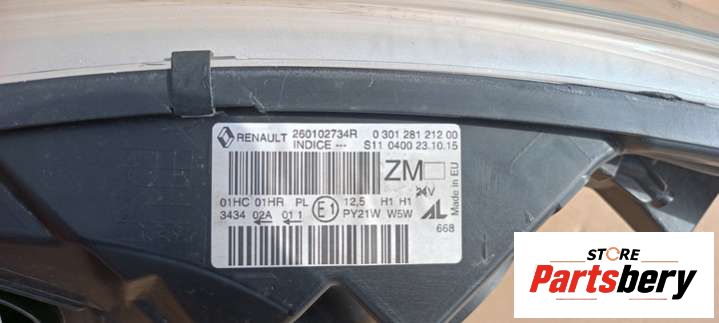 RENAULT 260102734R 0 301 281 212 00
INDICE --- S11 0400 23.10.15
ZM
24V
Made in EU
01HC 01HR PL E1 12,5 H1 H1
3434 02A 01 1 PY21W W5W AL
668
STORE
Partsbery